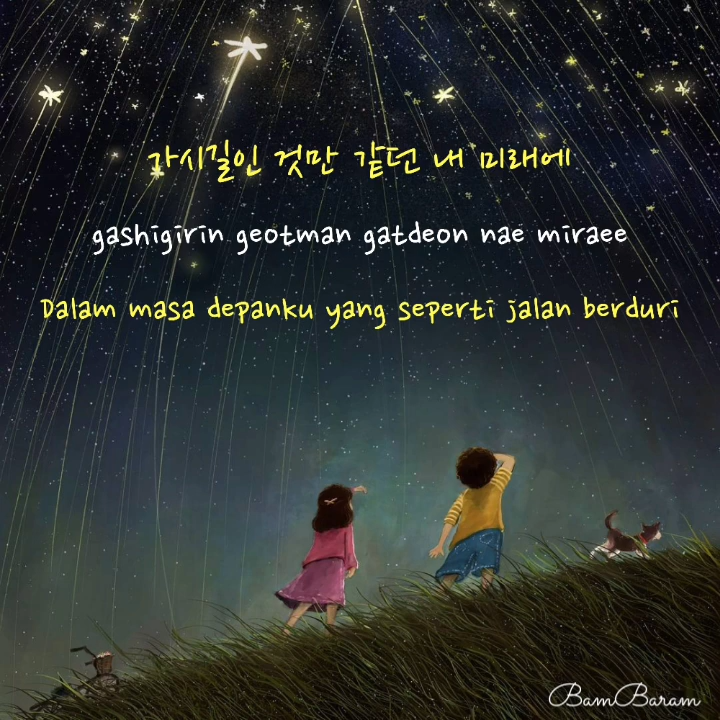 가시길인 것만 같던 내 미래에
gashigirin geotman gatdeon nae miraee
Dalam masa depanku yang seperti jalan berduri
BamBaram